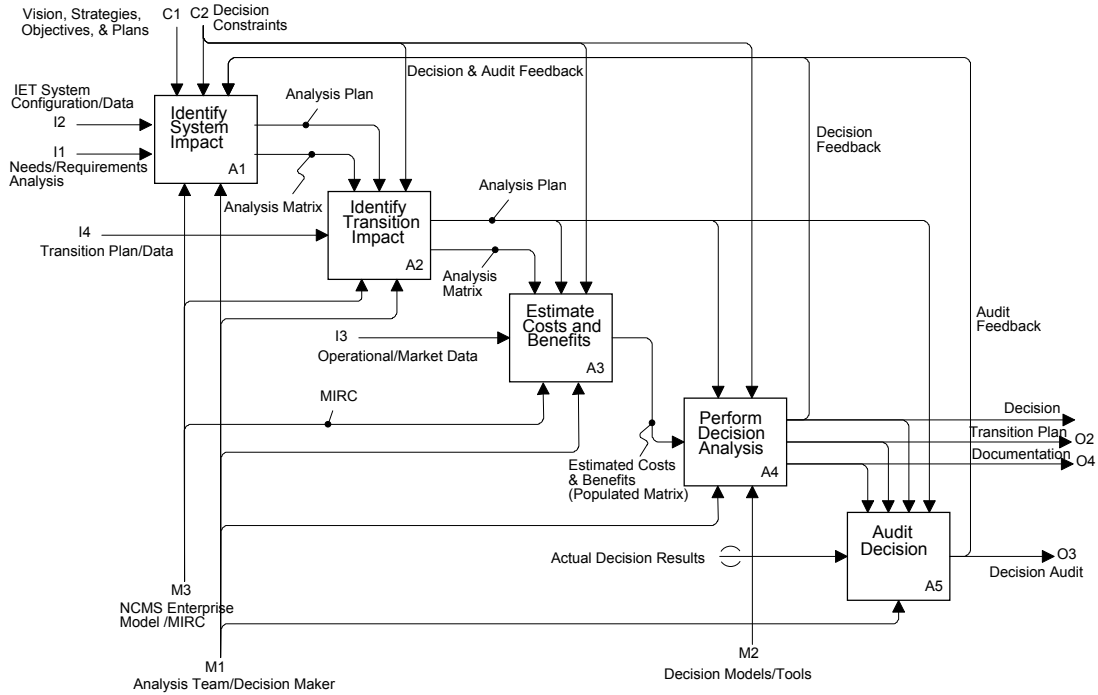 Vision, Strategies,
Objectives, & Plans
C1
C2
Decision
Constraints
Decision & Audit Feedback
IET System
Configuration/Data
I2
I1
Needs/Requirements
Analysis
Identify
System
Impact
A1
Analysis Plan
Analysis Matrix
Decision
Feedback
I4
Transition Plan/Data
Identify
Transition
Impact
A2
Analysis Plan
Analysis
Matrix
Audit
Feedback
I3
Operational/Market Data
Estimate
Costs and
Benefits
A3
MIRC
Estimated Costs
& Benefits
(Populated Matrix)
Perform
Decision
Analysis
A4
Decision
Transition Plan
O2
Documentation
O4
Actual Decision Results
Audit
Decision
A5
O3
Decision Audit
M3
NCMS Enterprise
Model /MIRC
M1
Analysis Team/Decision Maker
M2
Decision Models/Tools